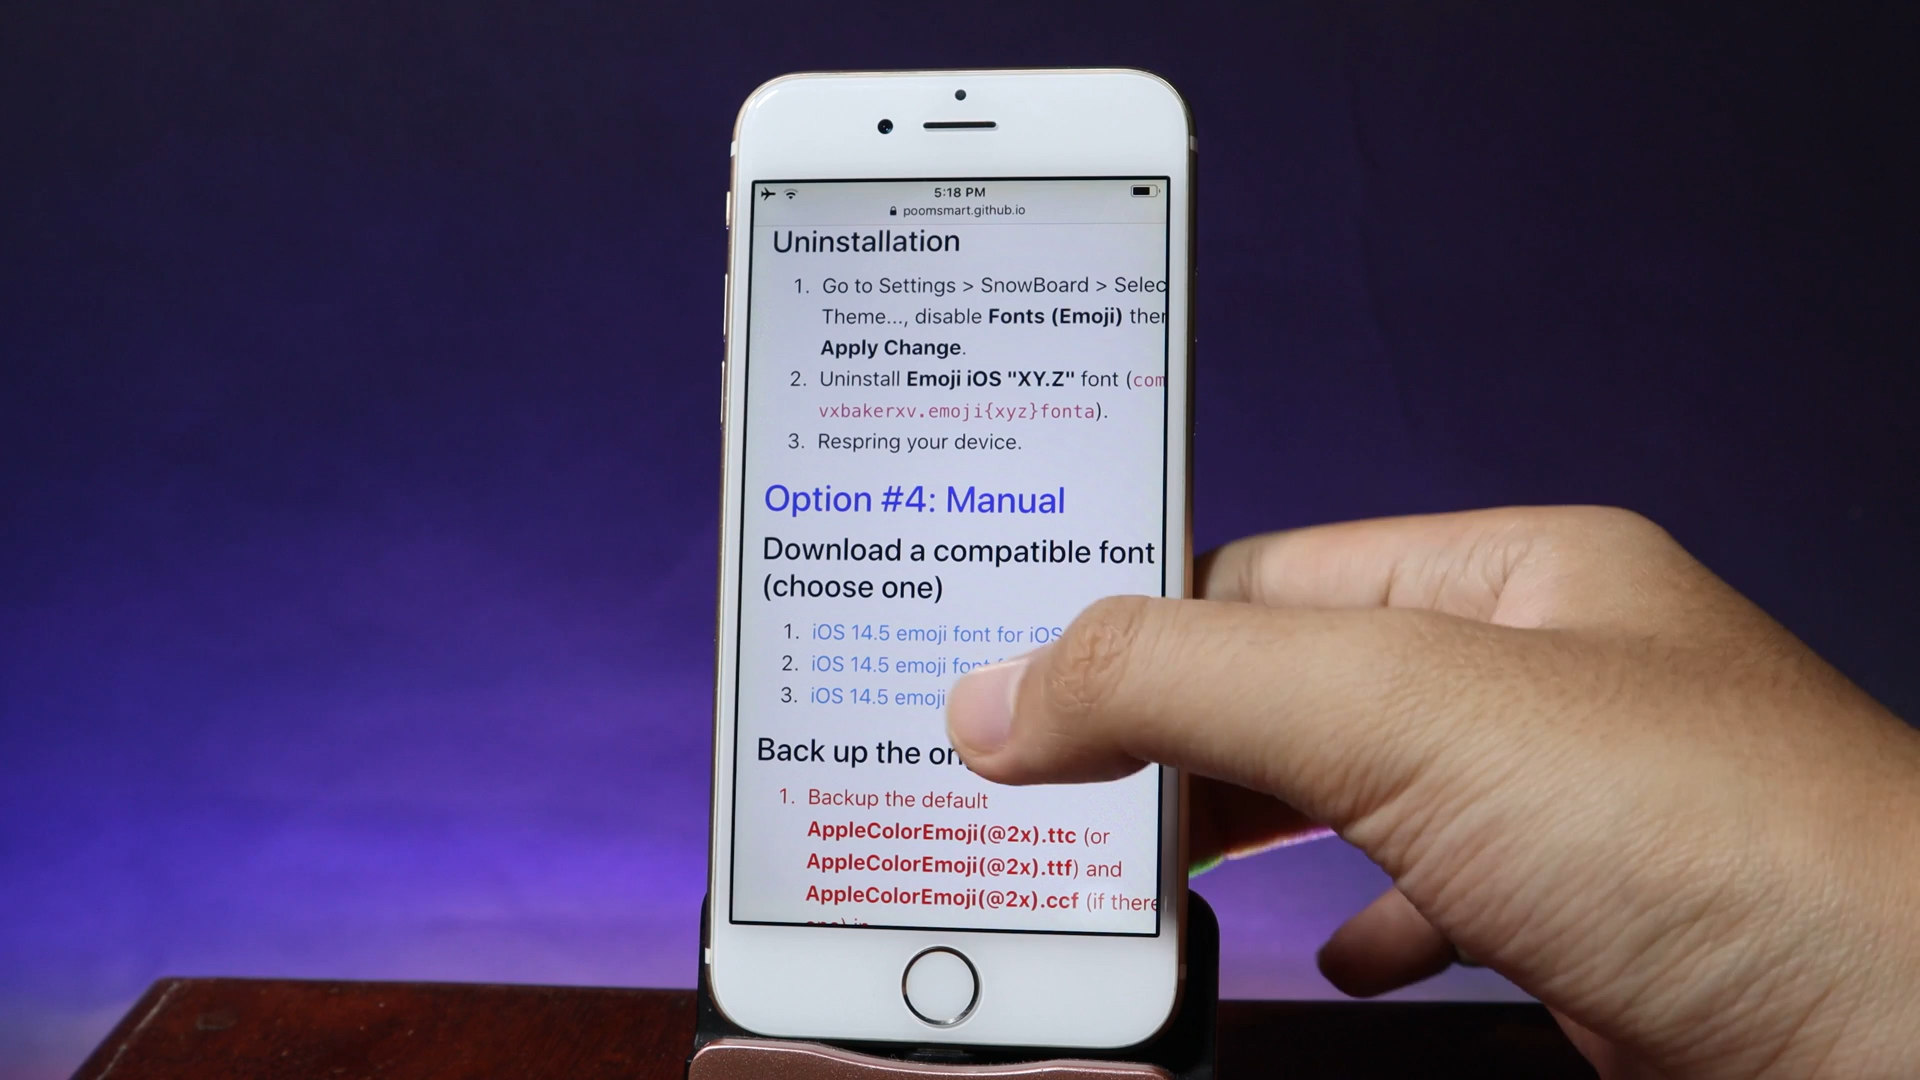 5:18 PM
poomsmart.github.io
Uninstallation
1. Go to Settings > SnowBoard > Selec
Theme..., disable Fonts (Emoji) then
Apply Change.
2. Uninstall Emoji iOS "XY.Z" font (com
vxbakerxv.emoji{xyz}fonta).
3. Respring your device.
Option #4: Manual
Download a compatible font
(choose one)
1. iOS 14.5 emoji font for iOS
2. iOS 14.5 emoji font
3. iOS 14.5 emoji
Back up the
1. Backup the default
AppleColorEmoji(@2x).ttc (or
AppleColorEmoji(@2x).ttf) and
AppleColorEmoji(@2x).ccf (if there